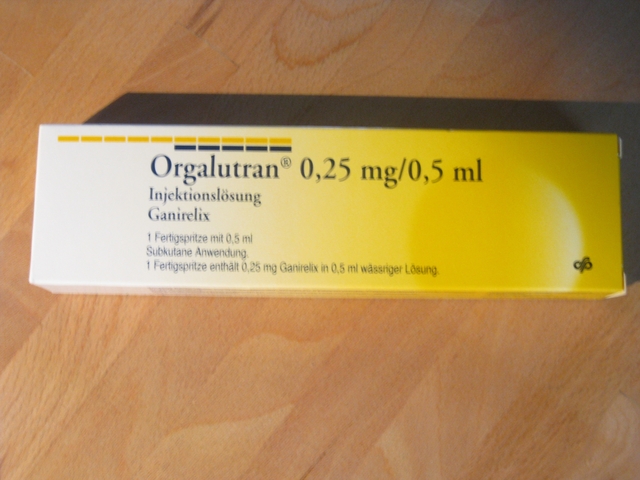 Orgalutran® 0,25 mg/0,5 ml
Injektionslösung
Ganirelix
1 Fertigspritze mit 0,5 ml
Subkutane Anwendung.
1 Fertigspritze enthält 0,25 mg Ganirelix in 0,5 ml wässriger Lösung.